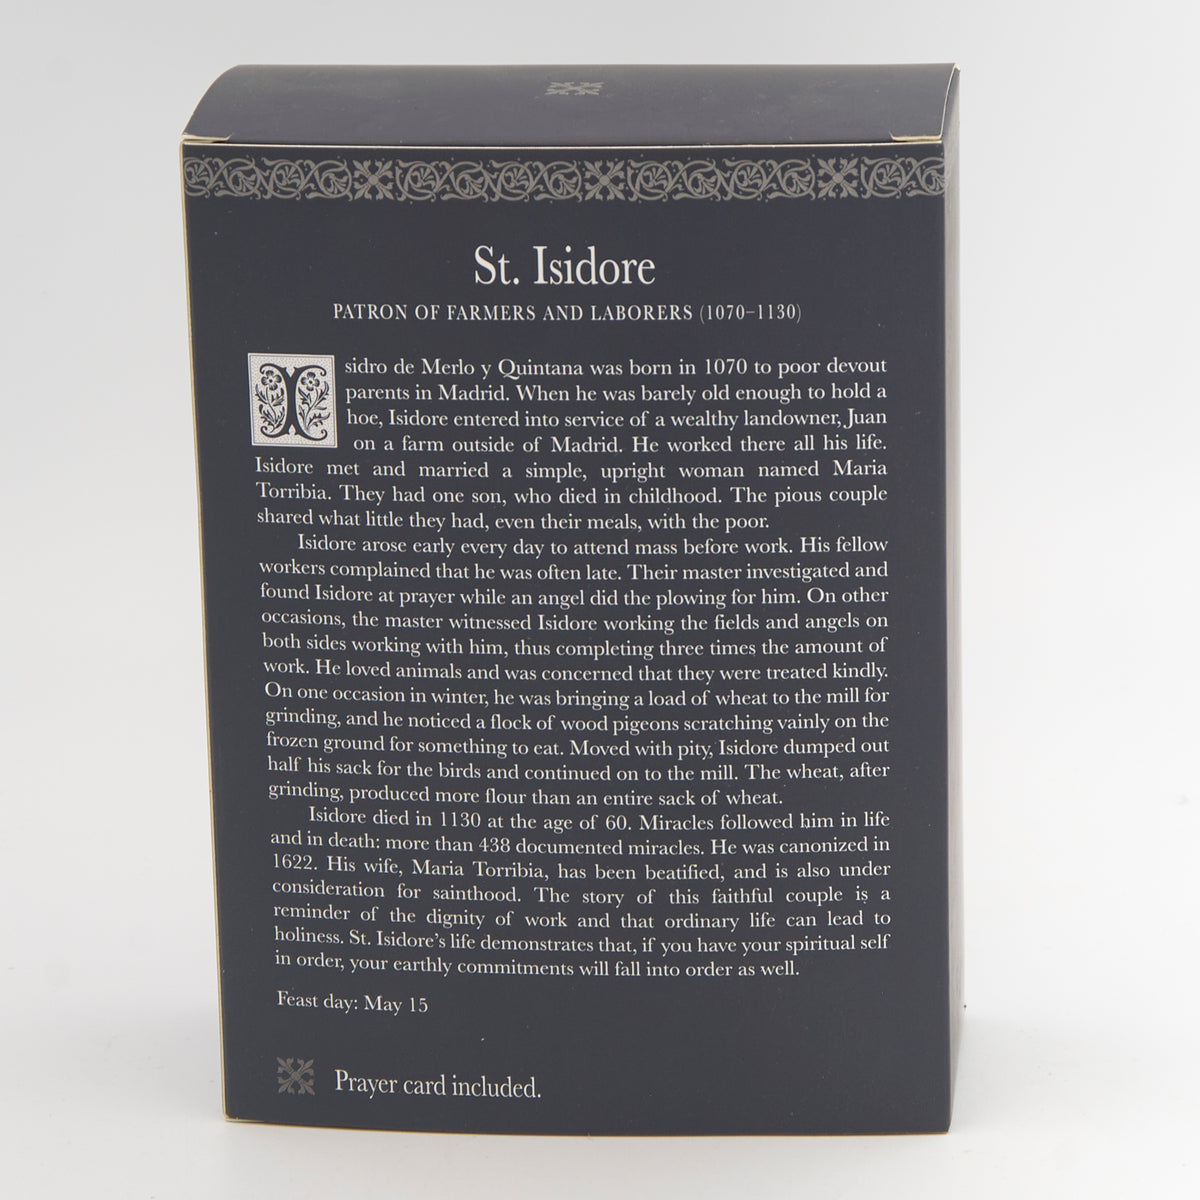 St. Isidore
PATRON OF FARMERS AND LABORERS (1070–1130)
Isidro de Merlo y Quintana was born in 1070 to poor devout
parents in Madrid. When he was barely old enough to hold a
hoe, Isidore entered into service of a wealthy landowner, Juan
on a farm outside of Madrid. He worked there all his life.
Isidore met and married a simple, upright woman named Maria
Torribia. They had one son, who died in childhood. The pious couple
shared what little they had, even their meals, with the poor.
Isidore arose early every day to attend mass before work. His fellow
workers complained that he was often late. Their master investigated and
found Isidore at prayer while an angel did the plowing for him. On other
occasions, the master witnessed Isidore working the fields and angels on
both sides working with him, thus completing three times the amount of
work. He loved animals and was concerned that they were treated kindly.
On one occasion in winter, he was bringing a load of wheat to the mill for
grinding, and he noticed a flock of wood pigeons scratching vainly on the
frozen ground for something to eat. Moved with pity, Isidore dumped out
half his sack for the birds and continued on to the mill. The wheat, after
grinding, produced more flour than an entire sack of wheat.
Isidore died in 1130 at the age of 60. Miracles followed him in life
and in death: more than 438 documented miracles. He was canonized in
1622. His wife, Maria Torribia, has been beatified, and is also under
consideration for sainthood. The story of this faithful couple is a
reminder of the dignity of work and that ordinary life can lead to
holiness. St. Isidore's life demonstrates that, if you have your spiritual self
in order, your earthly commitments will fall into order as well.
Feast day: May 15
Prayer card included.